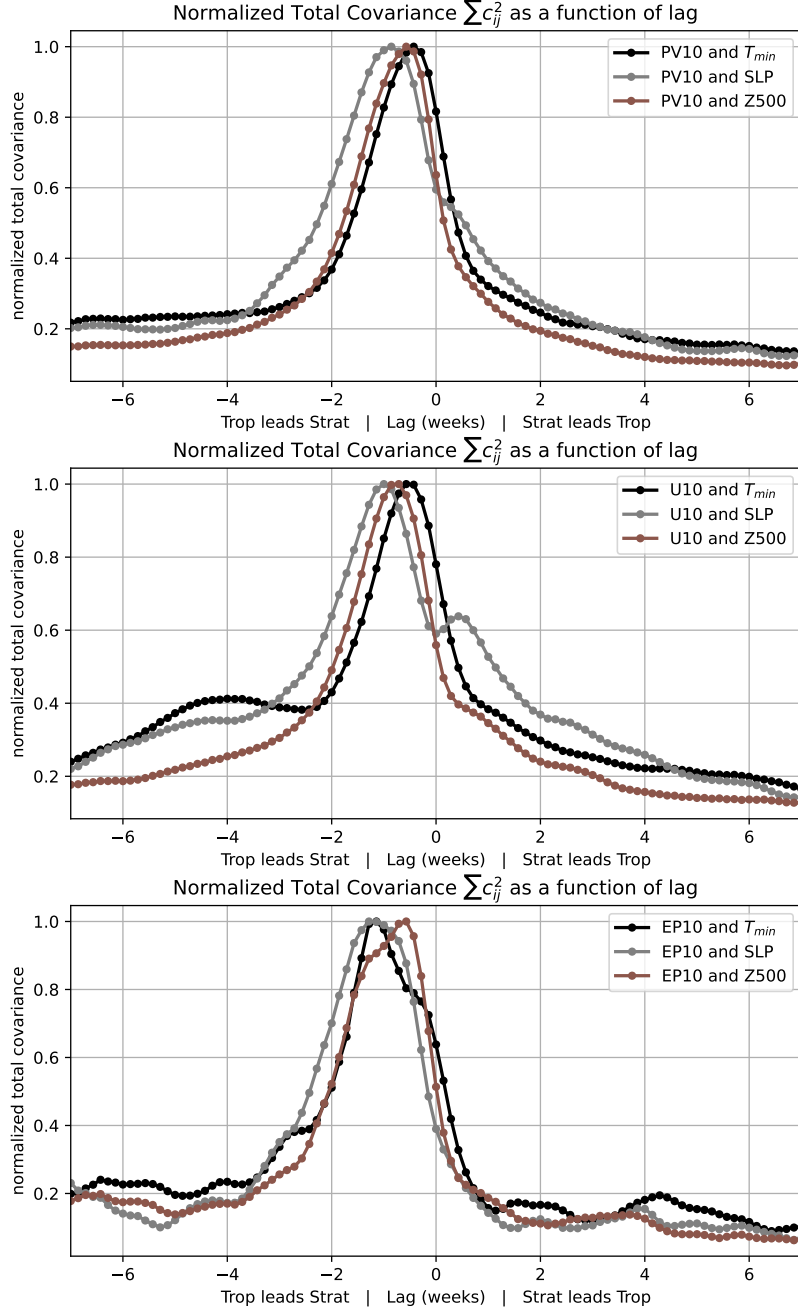 Normalized Total Covariance ∑c²ᵢⱼ as a function of lag
normalized total covariance
1.0
0.8
0.6
0.4
0.2
PV10 and Tₘᵢₙ
PV10 and SLP
PV10 and Z500
−6 −4 −2 0 2 4 6
Trop leads Strat | Lag (weeks) | Strat leads Trop
Normalized Total Covariance ∑c²ᵢⱼ as a function of lag
normalized total covariance
1.0
0.8
0.6
0.4
0.2
U10 and Tₘᵢₙ
U10 and SLP
U10 and Z500
−6 −4 −2 0 2 4 6
Trop leads Strat | Lag (weeks) | Strat leads Trop
Normalized Total Covariance ∑c²ᵢⱼ as a function of lag
normalized total covariance
1.0
0.8
0.6
0.4
0.2
EP10 and Tₘᵢₙ
EP10 and SLP
EP10 and Z500
−6 −4 −2 0 2 4 6
Trop leads Strat | Lag (weeks) | Strat leads Trop